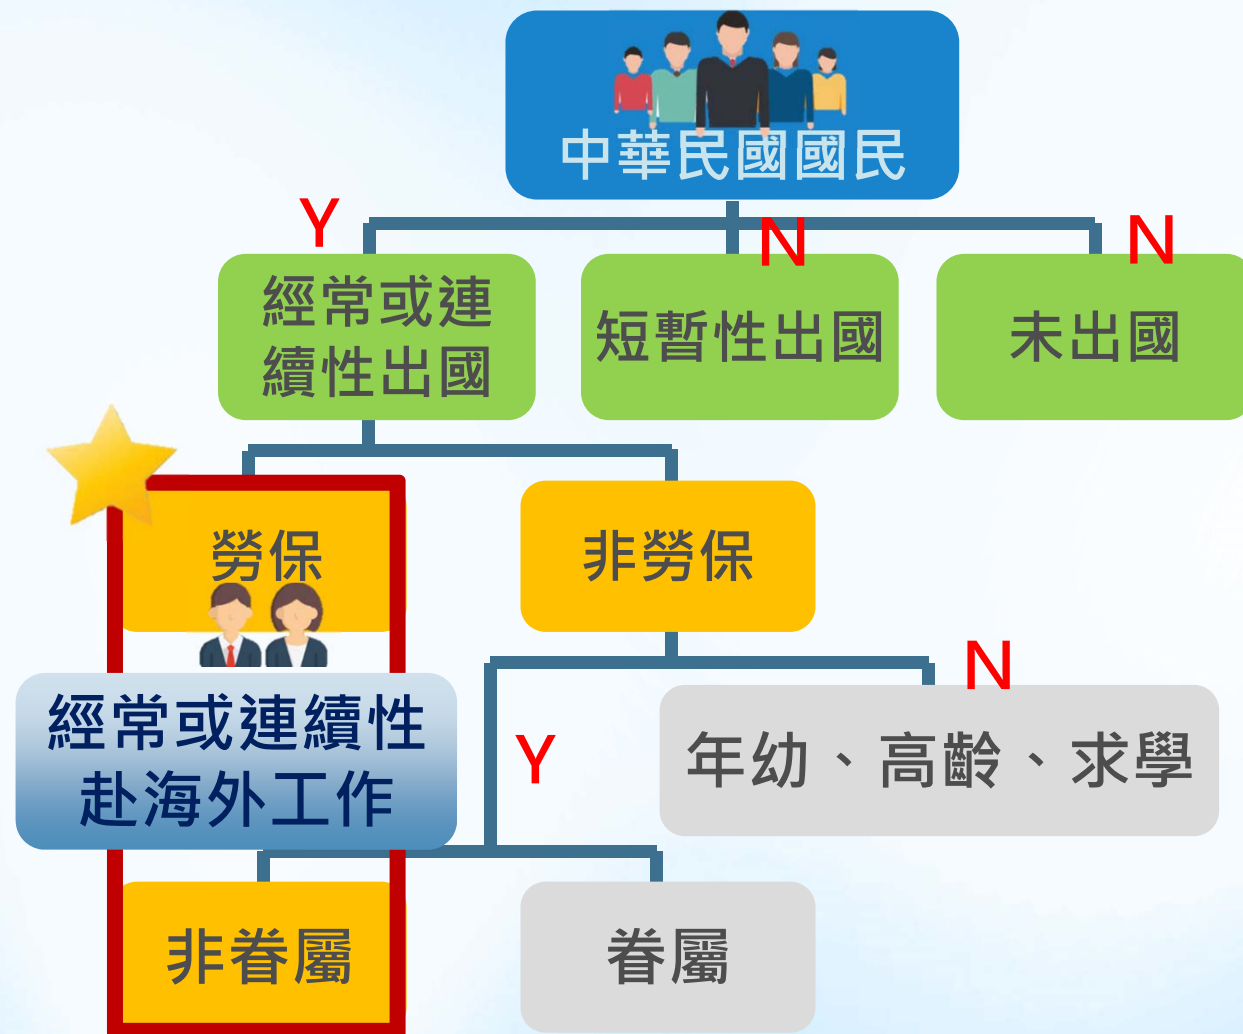 中華民國國民
Y
N
N
經常或連
續性出國
短暫性出國
未出國
勞保
非勞保
N
經常或連續性
赴海外工作
Y
年幼、高齡、求學
非眷屬
眷屬